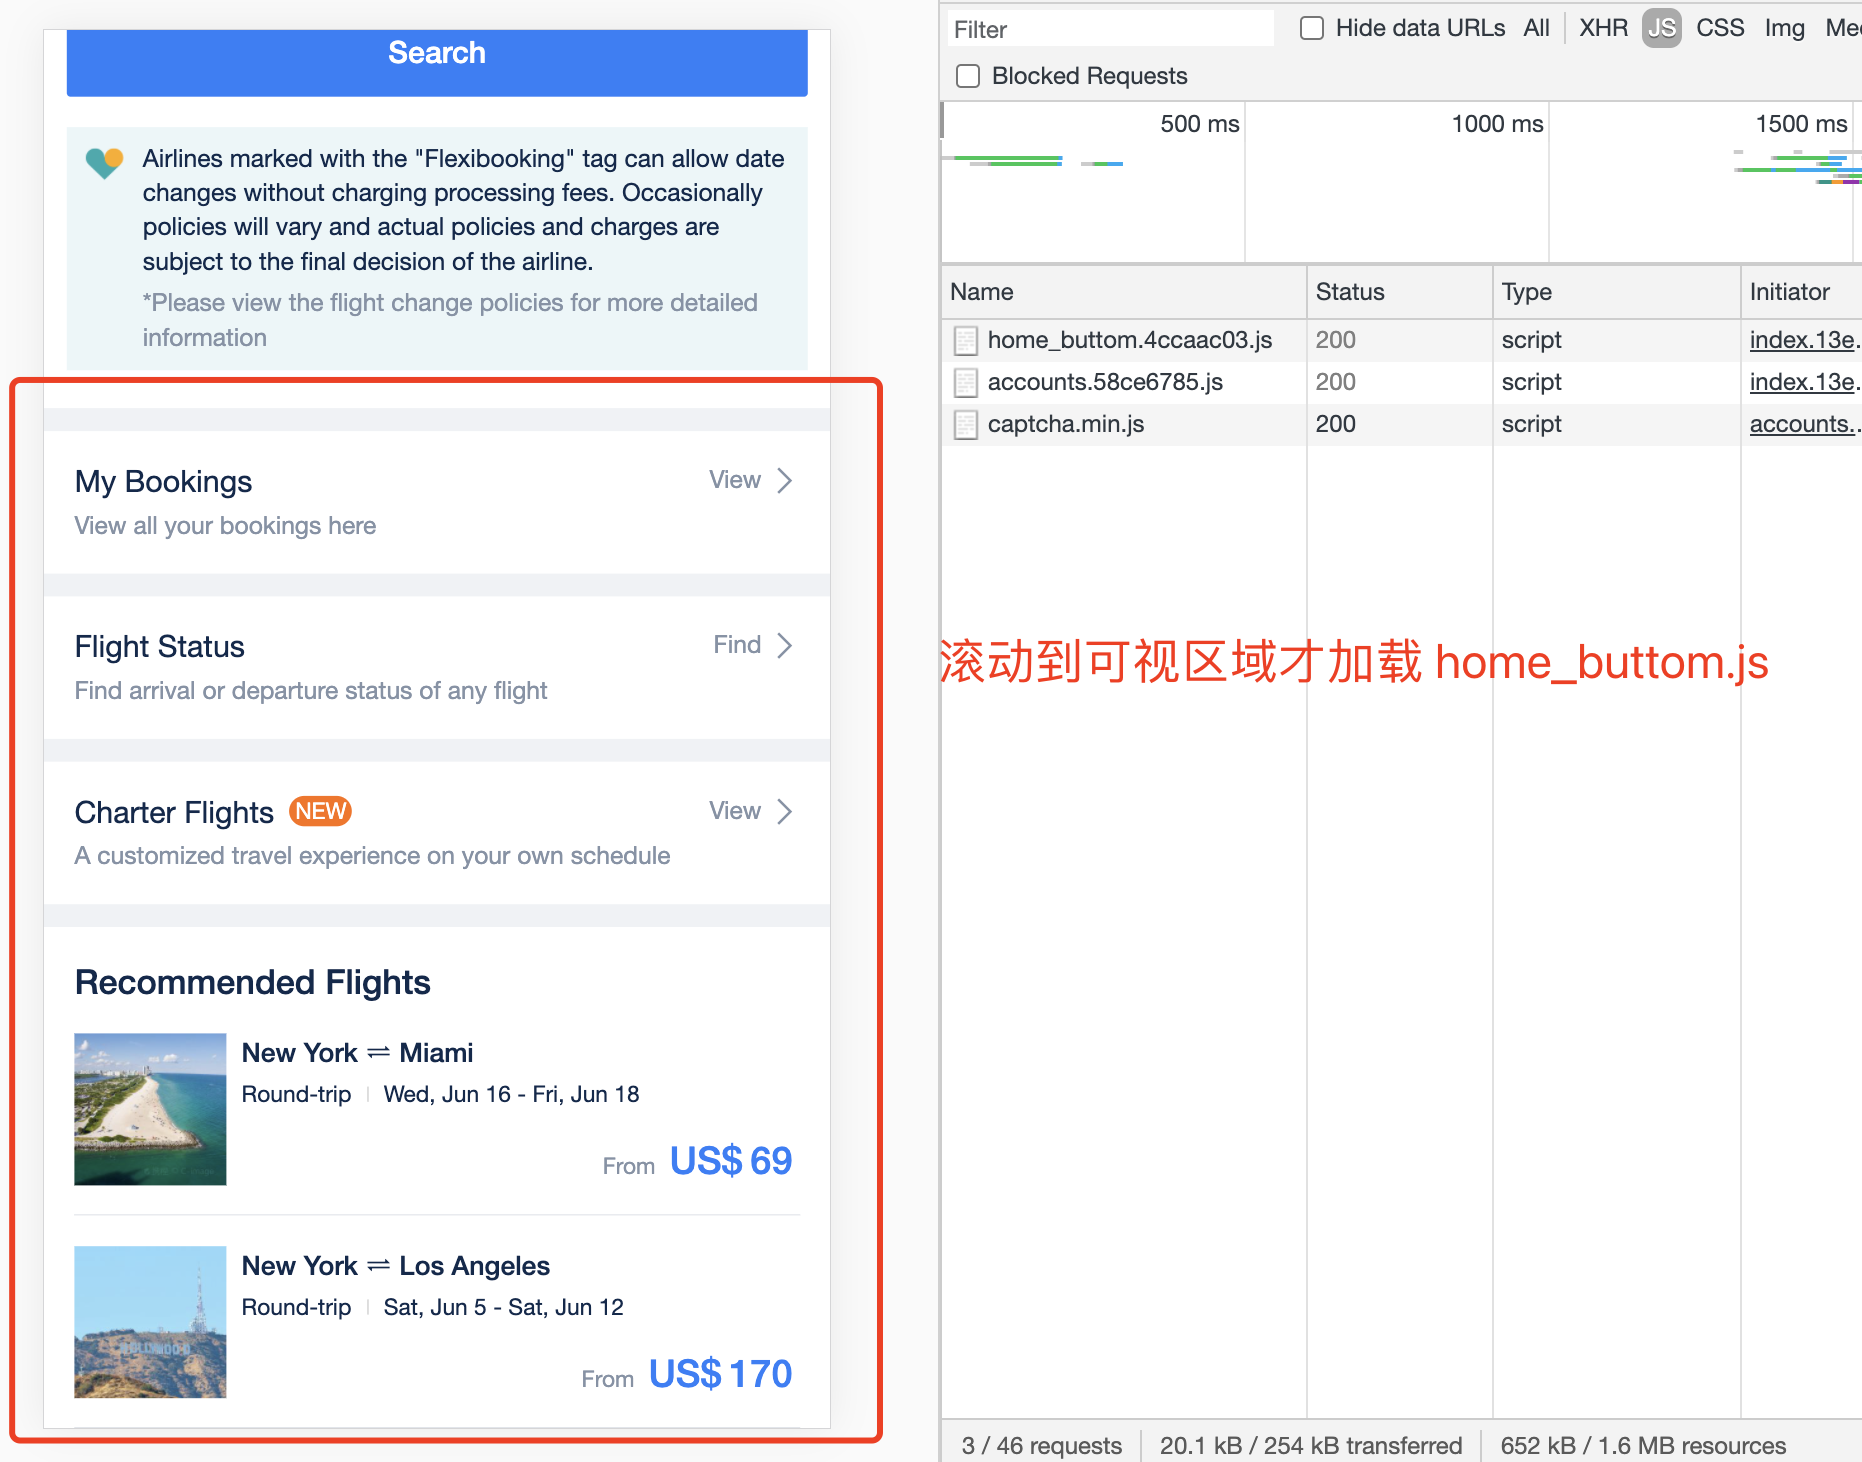 Search
Airlines marked with the "Flexibooking" tag can allow date
changes without charging processing fees. Occasionally
policies will vary and actual policies and charges are
subject to the final decision of the airline.
*Please view the flight change policies for more detailed
information
My Bookings
View
View all your bookings here
Flight Status
Find
Find arrival or departure status of any flight
Charter Flights NEW
View
A customized travel experience on your own schedule
Recommended Flights
New York ⇌ Miami
Round-trip | Wed, Jun 16 - Fri, Jun 18
From US$ 69
New York ⇌ Los Angeles
Round-trip | Sat, Jun 5 - Sat, Jun 12
From US$ 170
Filter
Hide data URLs All XHR JS CSS Img
Blocked Requests
500 ms 1000 ms 1500 ms
Name Status Type Initiator
home_buttom.4ccaac03.js 200 script index.13e.
accounts.58ce6785.js 200 script index.13e.
captcha.min.js 200 script accounts..
滚动到可视区域才加载 home_buttom.js
3 / 46 requests 20.1 kB / 254 kB transferred 652 kB / 1.6 MB resources